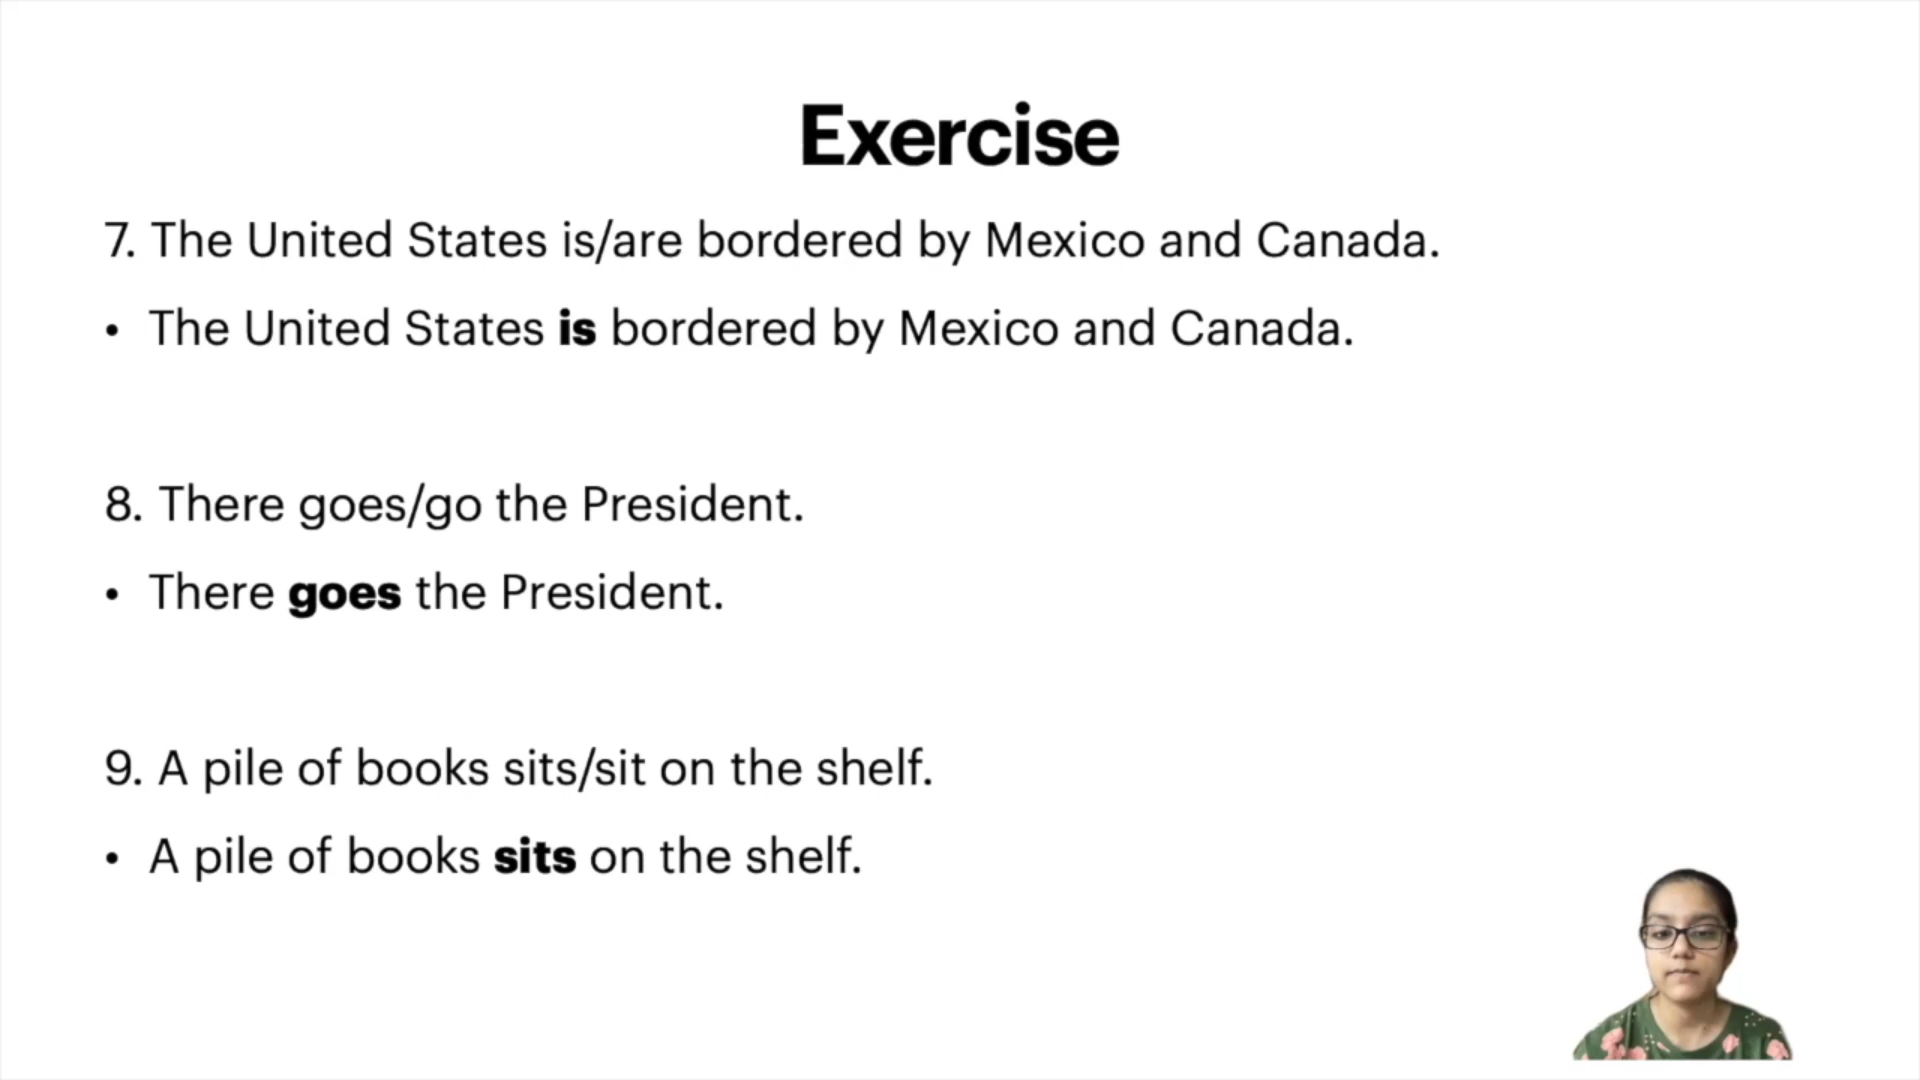 Exercise
7. The United States is/are bordered by Mexico and Canada.
• The United States is bordered by Mexico and Canada.
8. There goes/go the President.
• There goes the President.
9. A pile of books sits/sit on the shelf.
• A pile of books sits on the shelf.